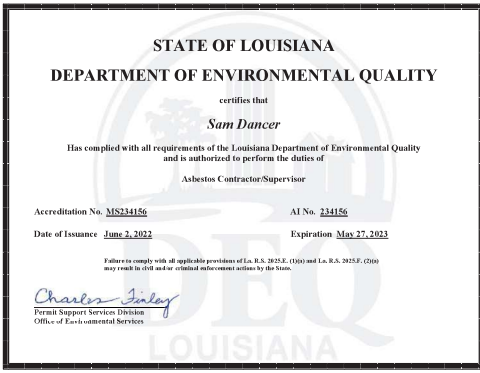 STATE OF LOUISIANA
DEPARTMENT OF ENVIRONMENTAL QUALITY
certifies that
Sam Dancer
Has complied with all requirements of the Louisiana Department of Environmental Quality
and is authorized to perform the duties of
Asbestos Contractor/Supervisor
Accreditation No. MS234156 AI No. 234156
Date of Issuance June 2, 2022 Expiration May 27, 2023
Failure to comply with all applicable provisions of La. R.S. 2025.E. (1)(a) and La. R.S. 2025.F. (2)(a)
may result in civil and/or criminal enforcement actions by the State.
Charles Finley
Permit Support Services Division
Office of Environmental Services
DEQ
LOUISIANA